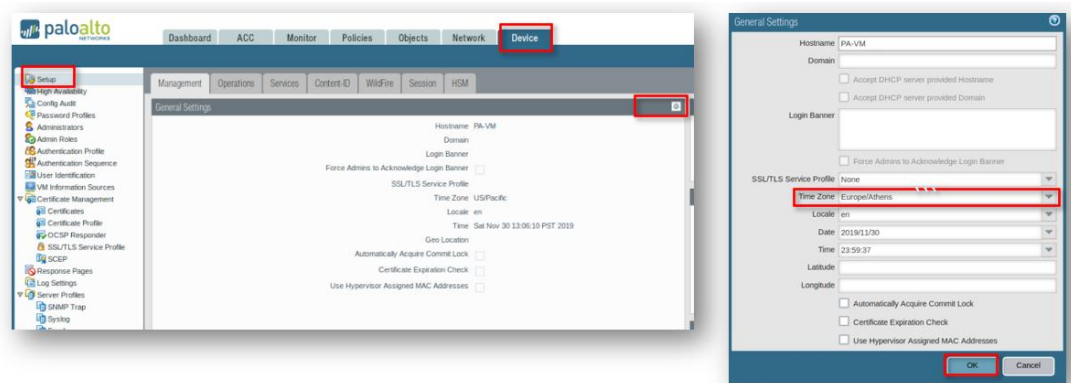 paloalto
NETWORKS
Dashboard ACC Monitor Policies Objects Network Device
Setup
High Availability
Config Audit
Password Profiles
Administrators
Admin Roles
Authentication Profile
Authentication Sequence
User Identification
VM Information Sources
Certificate Management
Certificates
Certificate Profile
OCSP Responder
SSL/TLS Service Profile
SCEP
Response Pages
Log Settings
Server Profiles
SNMP Trap
Syslog
Management Operations Services Content-ID WildFire Session HSM
General Settings
Hostname PA-VM
Domain
Login Banner
Force Admins to Acknowledge Login Banner
SSL/TLS Service Profile
Time Zone US/Pacific
Locale en
Time Sat Nov 30 13:06:10 PST 2019
Geo Location
Automatically Acquire Commit Lock
Certificate Expiration Check
Use Hypervisor Assigned MAC Addresses
General Settings
Hostname PA-VM
Domain
Accept DHCP server provided Hostname
Accept DHCP server provided Domain
Login Banner
Force Admins to Acknowledge Login Banner
SSL/TLS Service Profile None
Time Zone Europe/Athens
Locale en
Date 2019/11/30
Time 23:59:37
Latitude
Longitude
Automatically Acquire Commit Lock
Certificate Expiration Check
Use Hypervisor Assigned MAC Addresses
OK Cancel